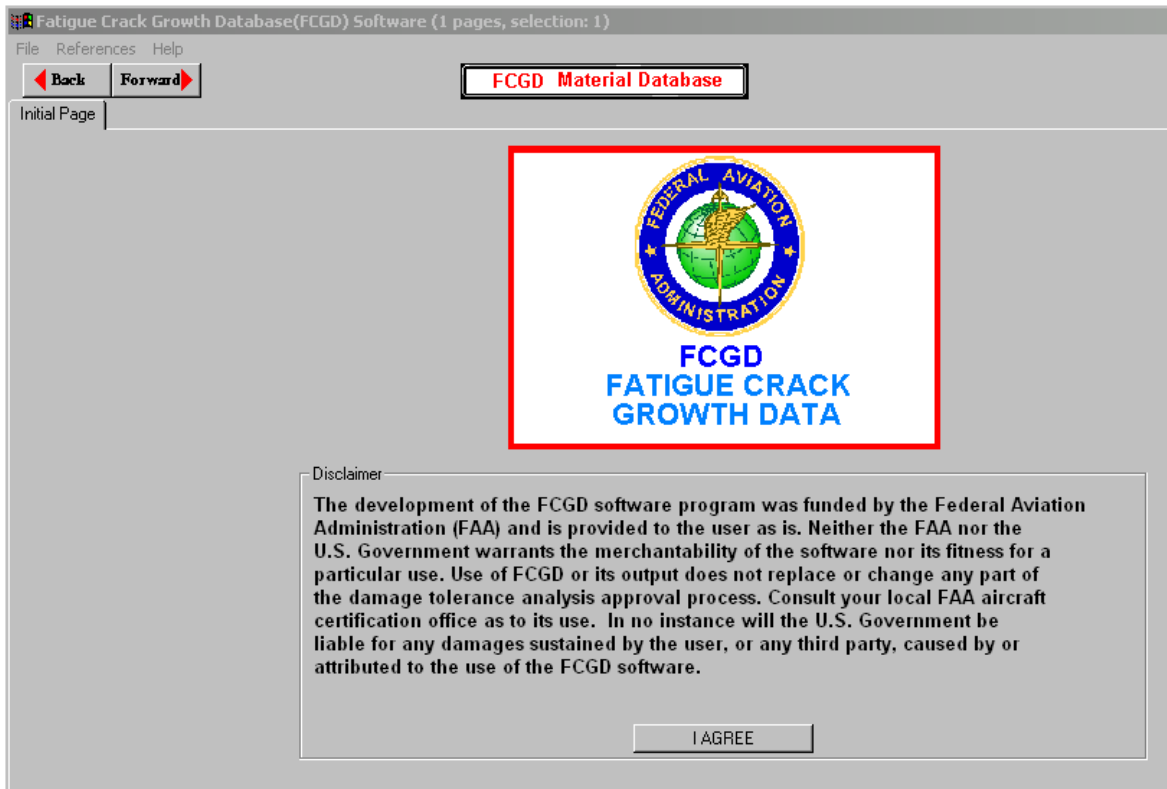 Fatigue Crack Growth Database(FCGD) Software (1 pages, selection: 1)
File References Help
Back Forward
FCGD Material Database
Initial Page
FEDERAL AVIATION
ADMINISTRATION
FCGD
FATIGUE CRACK
GROWTH DATA
Disclaimer
The development of the FCGD software program was funded by the Federal Aviation
Administration (FAA) and is provided to the user as is. Neither the FAA nor the
U.S. Government warrants the merchantability of the software nor its fitness for a
particular use. Use of FCGD or its output does not replace or change any part of
the damage tolerance analysis approval process. Consult your local FAA aircraft
certification office as to its use. In no instance will the U.S. Government be
liable for any damages sustained by the user, or any third party, caused by or
attributed to the use of the FCGD software.
I AGREE